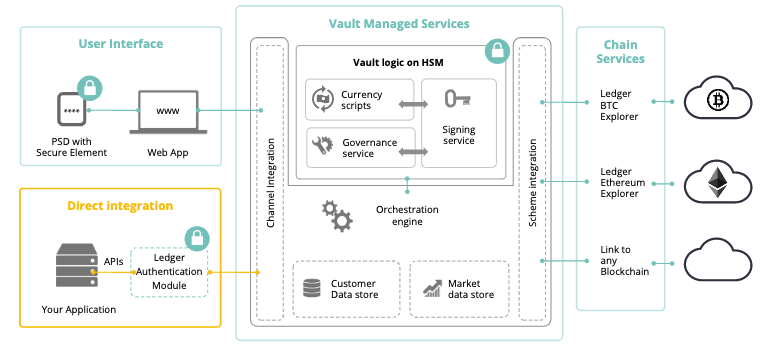 User Interface
****
PSD with
Secure Element
www
Web App
Direct integration
APIs
Ledger
Authentication
Module
Your Application
Vault Managed Services
Channel Integration
Vault logic on HSM
Currency
scripts
Governance
service
Signing
service
Orchestration
engine
Customer
Data store
Market
data store
Scheme integration
Chain
Services
Ledger
BTC
Explorer
Ledger
Ethereum
Explorer
Link to
any
Blockchain